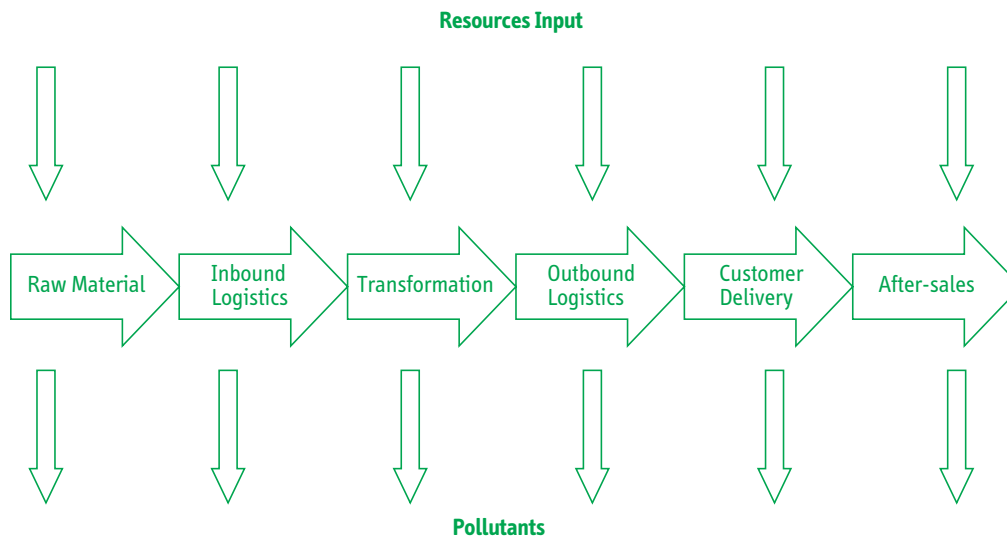 Resources Input
Raw Material
Inbound
Logistics
Transformation
Outbound
Logistics
Customer
Delivery
After-sales
Pollutants